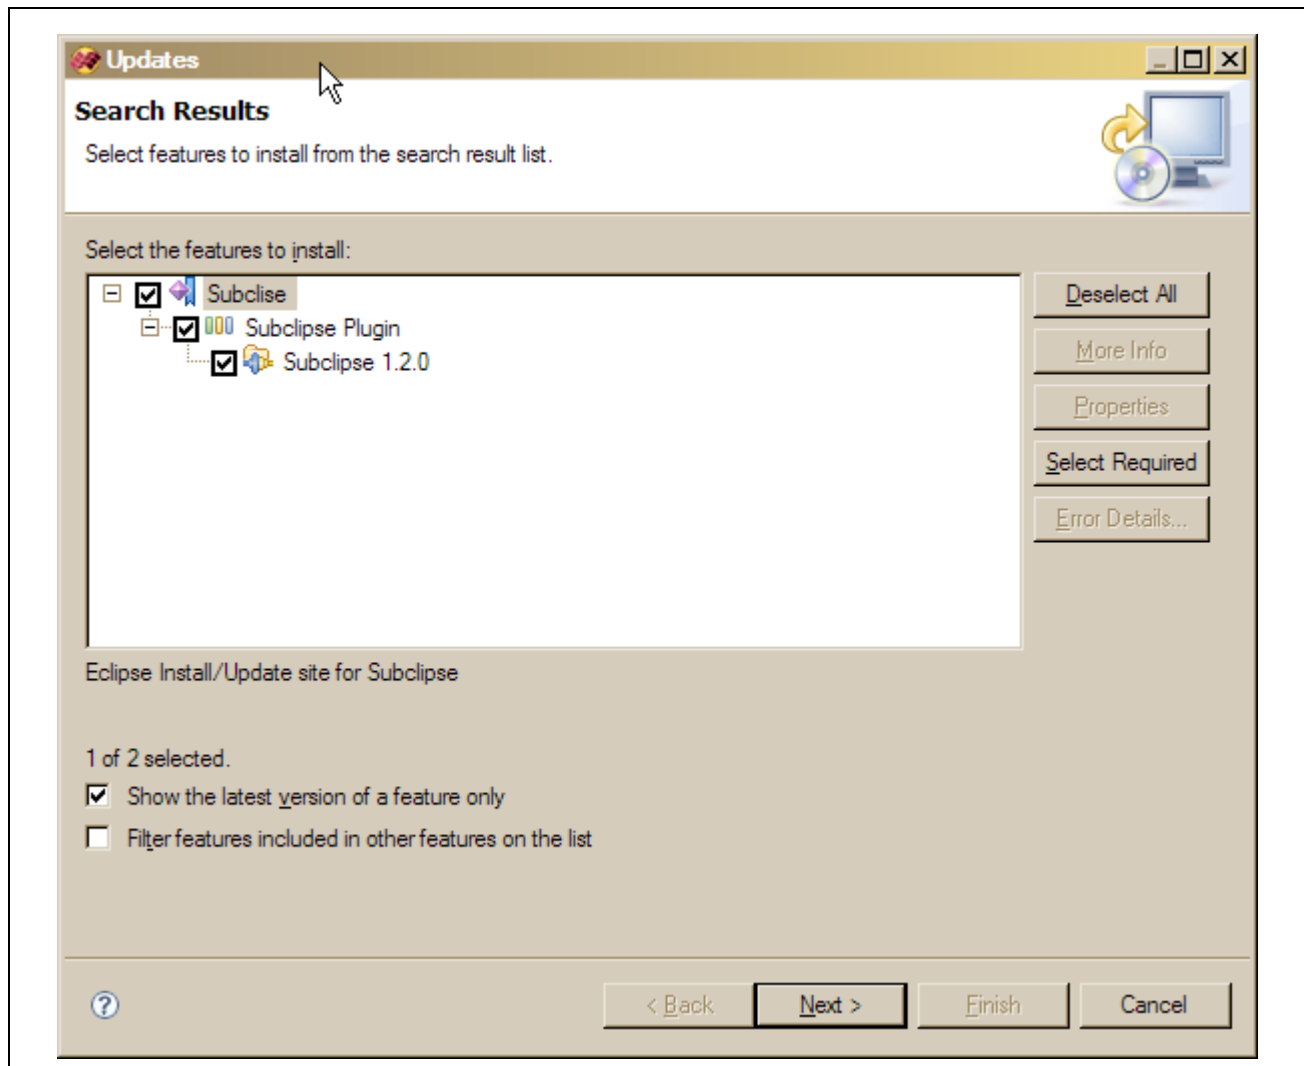 Updates
Search Results
Select features to install from the search result list.
Select the features to install:
Subclise
Subclipse Plugin
Subclipse 1.2.0
Deselect All
More Info
Properties
Select Required
Error Details...
Eclipse Install/Update site for Subclipse
1 of 2 selected.
Show the latest version of a feature only
Filter features included in other features on the list
< Back
Next >
Finish
Cancel